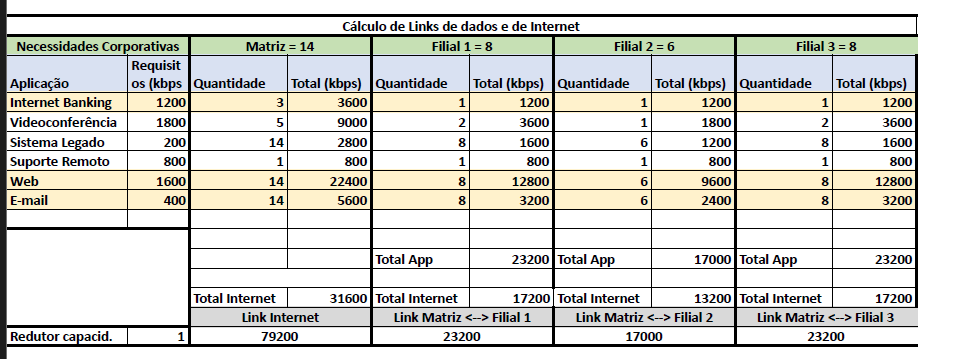 Cálculo de Links de dados e de Internet
Necessidades Corporativas Matriz = 14 Filial 1 = 8 Filial 2 = 6 Filial 3 = 8
Requisit
Aplicação os (kbps Quantidade Total (kbps) Quantidade Total (kbps) Quantidade Total (kbps) Quantidade Total (kbps)
Internet Banking 1200 3 3600 1 1200 1 1200 1 1200
Videoconferência 1800 5 9000 2 3600 1 1800 2 3600
Sistema Legado 200 14 2800 8 1600 6 1200 8 1600
Suporte Remoto 800 1 800 1 800 1 800 1 800
Web 1600 14 22400 8 12800 6 9600 8 12800
E-mail 400 14 5600 8 3200 6 2400 8 3200
Total App 23200 Total App 17000 Total App 23200
Total Internet 31600 Total Internet 17200 Total Internet 13200 Total Internet 17200
Link Internet Link Matriz <--> Filial 1 Link Matriz <--> Filial 2 Link Matriz <--> Filial 3
Redutor capacid. 1 79200 23200 17000 23200